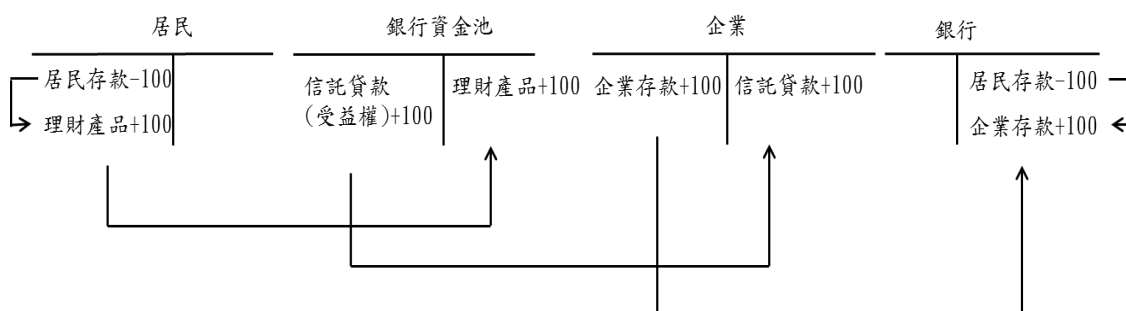 居民
銀行資金池
企業
銀行
居民存款-100
理財產品+100
信託貸款
(受益權)+100
理財產品+100
企業存款+100
信託貸款+100
居民存款-100
企業存款+100